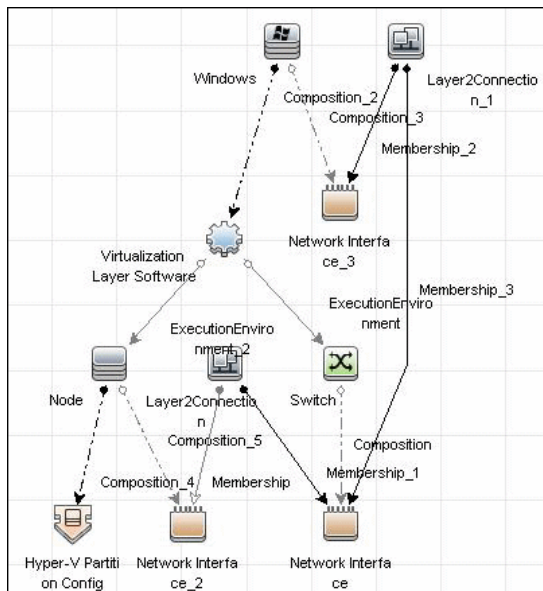 Windows
Layer2Connectio
n_1
Composition_2
Composition_3
Membership_2
Network Interfa
ce_3
Virtualization
Layer Software
Membership_3
ExecutionEnviro
nment
ExecutionEnviro
nment_2
Node
Layer2Connectio
n
Switch
Composition_5
Composition
Membership_1
Composition_4
Membership
Hyper-V Partiti
on Config
Network Interfa
ce_2
Network Interfa
ce